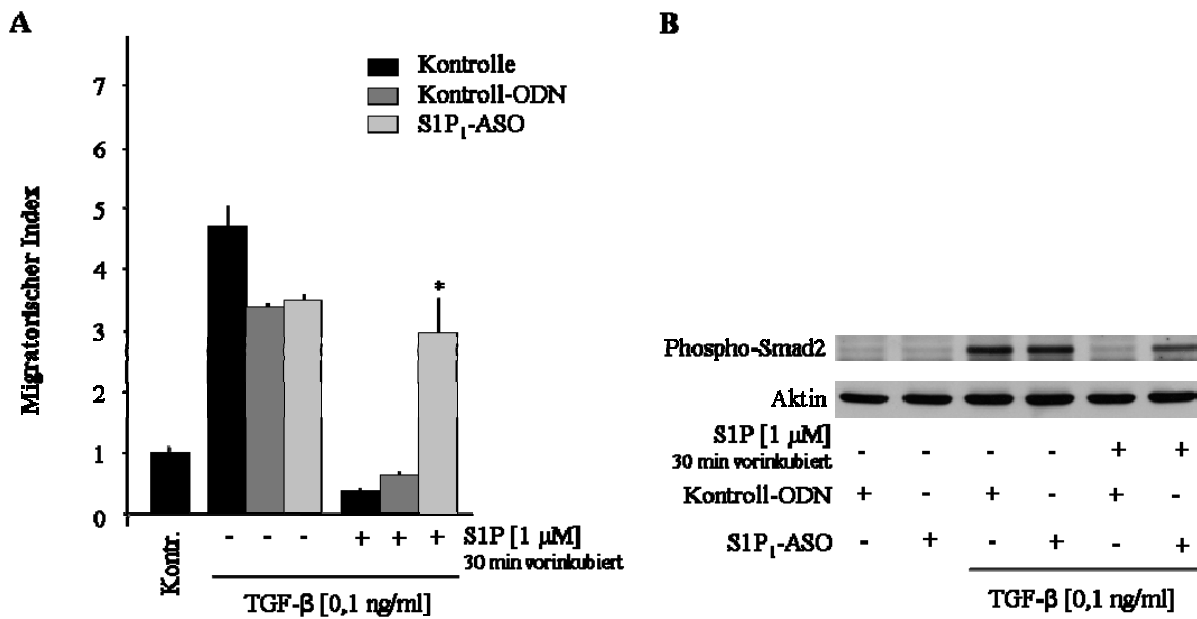 A
Kontrolle
Kontroll-ODN
S1P1-ASO
7
6
5
4
3
2
1
0
Migratorischer Index
*
Kontr.
- - - + + + S1P [1 µM]
30 min vorinkubiert
TGF-β [0,1 ng/ml]
B
Phospho-Smad2
Aktin
S1P [1 µM]
30 min vorinkubiert - - - - + +
Kontroll-ODN + - + - + -
S1P1-ASO - + - + - +
TGF-β [0,1 ng/ml]